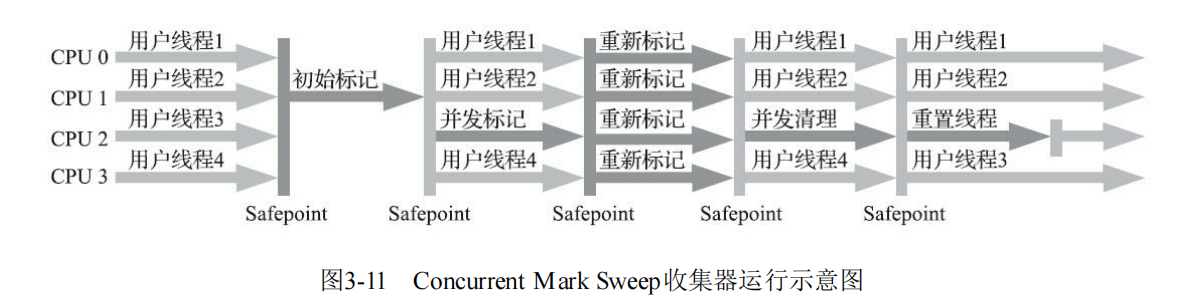 用户线程1 用户线程1 重新标记 用户线程1 用户线程1
CPU 0
用户线程2 初始标记 用户线程2 重新标记 用户线程2 用户线程2
CPU 1
用户线程3 并发标记 重新标记 并发清理 重置线程
CPU 2
用户线程4 用户线程4 重新标记 用户线程4 用户线程3
CPU 3
Safepoint Safepoint Safepoint Safepoint Safepoint
图3-11 Concurrent Mark Sweep收集器运行示意图